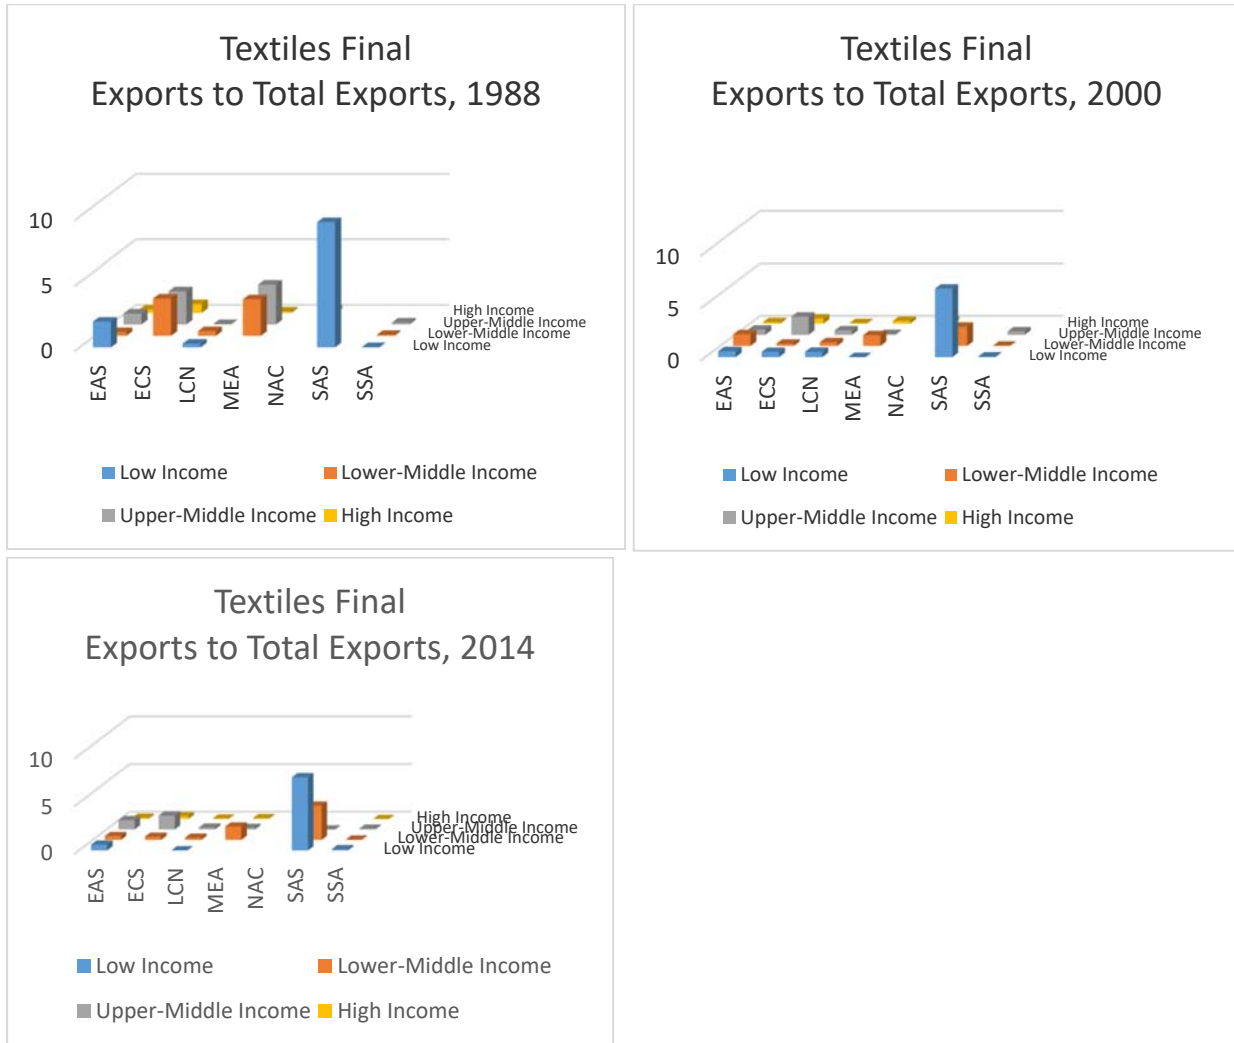 Textiles Final
Exports to Total Exports, 1988
10
5
0
High Income
Upper-Middle Income
Lower-Middle Income
Low Income
EAS
ECS
LCN
MEA
NAC
SAS
SSA
Low Income
Lower-Middle Income
Upper-Middle Income
High Income
Textiles Final
Exports to Total Exports, 2000
10
5
0
High Income
Upper-Middle Income
Lower-Middle Income
Low Income
EAS
ECS
LCN
MEA
NAC
SAS
SSA
Low Income
Lower-Middle Income
Upper-Middle Income
High Income
Textiles Final
Exports to Total Exports, 2014
10
5
0
High Income
Upper-Middle Income
Lower-Middle Income
Low Income
EAS
ECS
LCN
MEA
NAC
SAS
SSA
Low Income
Lower-Middle Income
Upper-Middle Income
High Income